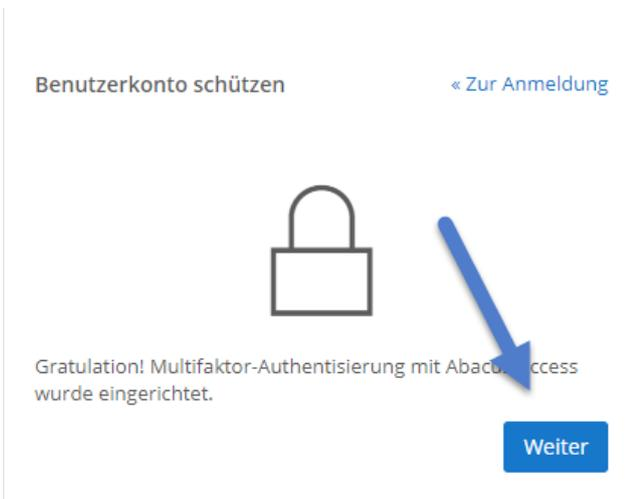 Benutzerkonto schützen « Zur Anmeldung
Gratulation! Multifaktor-Authentisierung mit
wurde eingerichtet.
Weiter